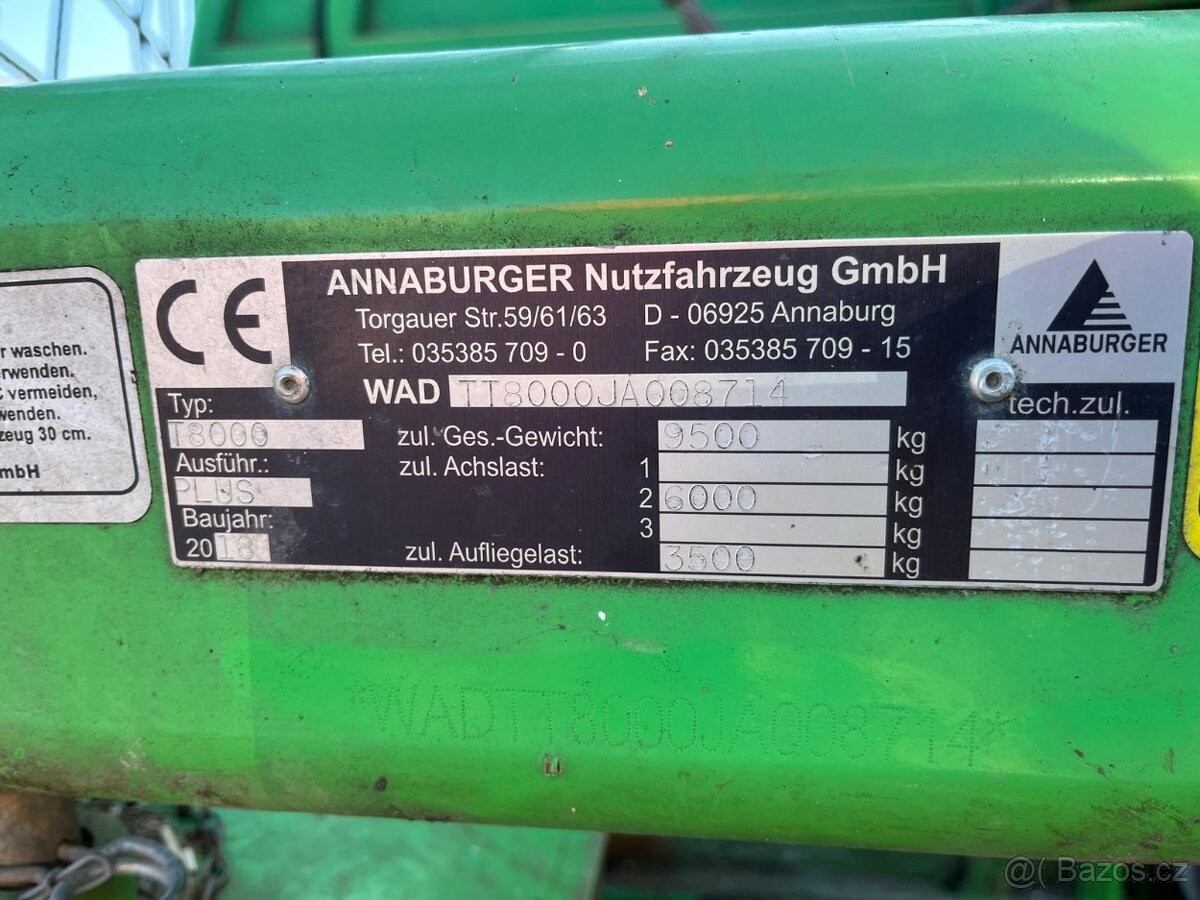 r waschen.
erwenden.
C vermeiden,
wenden.
zeug 30 cm.
mbH
CE
ANNABURGER Nutzfahrzeug GmbH
Torgauer Str.59/61/63 D - 06925 Annaburg
Tel.: 035385 709 - 0 Fax: 035385 709 - 15
ANNABURGER
WAD TT8000JA008714
tech.zul.
Typ:
T8000
zul. Ges.-Gewicht: 9500 kg
Ausführ.:
zul. Achslast: 1 kg
PLUS
2 6000 kg
Baujahr:
3 kg
2018
zul. Aufliegelast: 3500 kg
*WADTT8000JA008714*
@( Bazos.cz